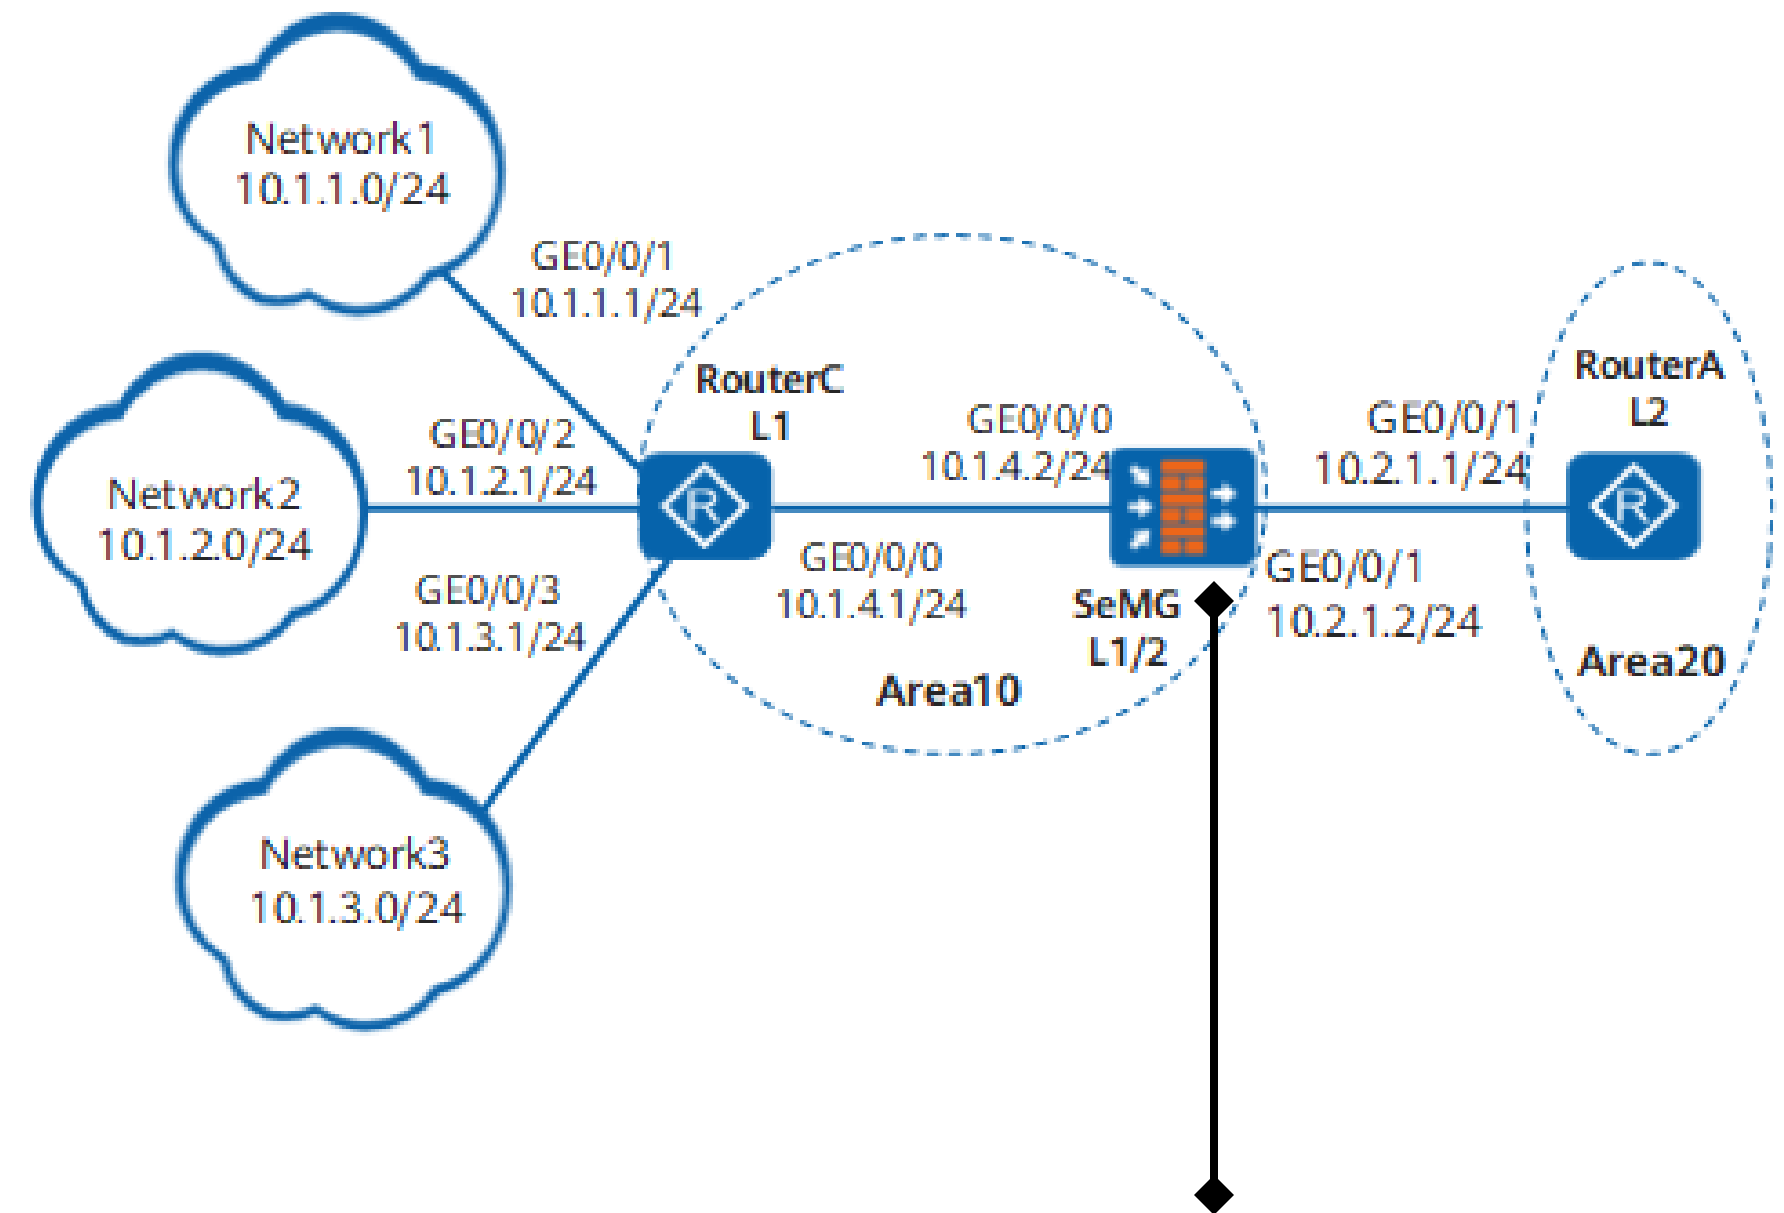 Network1
10.1.1.0/24
GE0/0/1
10.1.1.1/24
RouterC
L1
GE0/0/2
10.1.2.1/24
Network2
10.1.2.0/24
GE0/0/0
10.1.4.2/24
GE0/0/1
10.2.1.1/24
RouterA
L2
R
R
GE0/0/3
10.1.3.1/24
GE0/0/0
10.1.4.1/24
SeMG
L1/2
GE0/0/1
10.2.1.2/24
Area10
Area20
Network3
10.1.3.0/24